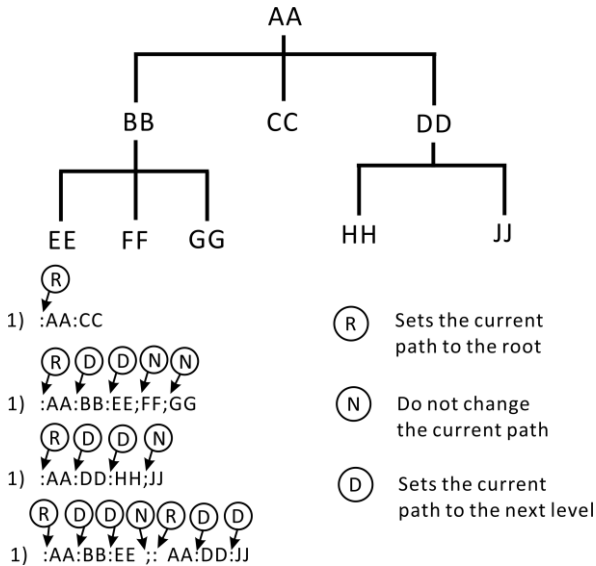 AA
BB CC DD
EE FF GG HH JJ
R
1) :AA:CC
R D D N N
1) :AA:BB:EE;FF;GG
R D D N
1) :AA:DD:HH;JJ
R D D N R D D
1) :AA:BB:EE ;: AA:DD:JJ
R Sets the current
path to the root
N Do not change
the current path
D Sets the current
path to the next level